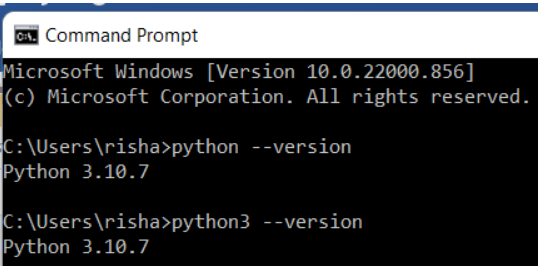 Command Prompt
Microsoft Windows [Version 10.0.22000.856]
(c) Microsoft Corporation. All rights reserved.
C:\Users\risha>python --version
Python 3.10.7
C:\Users\risha>python3 --version
Python 3.10.7